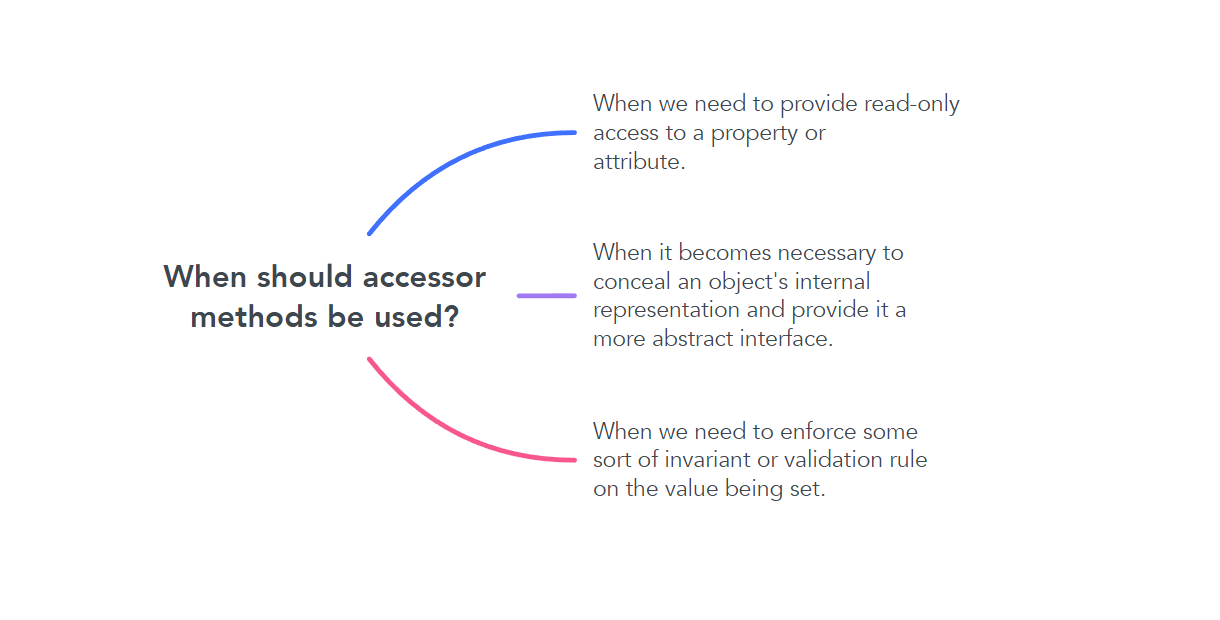 When should accessor
methods be used?
When we need to provide read-only
access to a property or
attribute.
When it becomes necessary to
conceal an object's internal
representation and provide it a
more abstract interface.
When we need to enforce some
sort of invariant or validation rule
on the value being set.